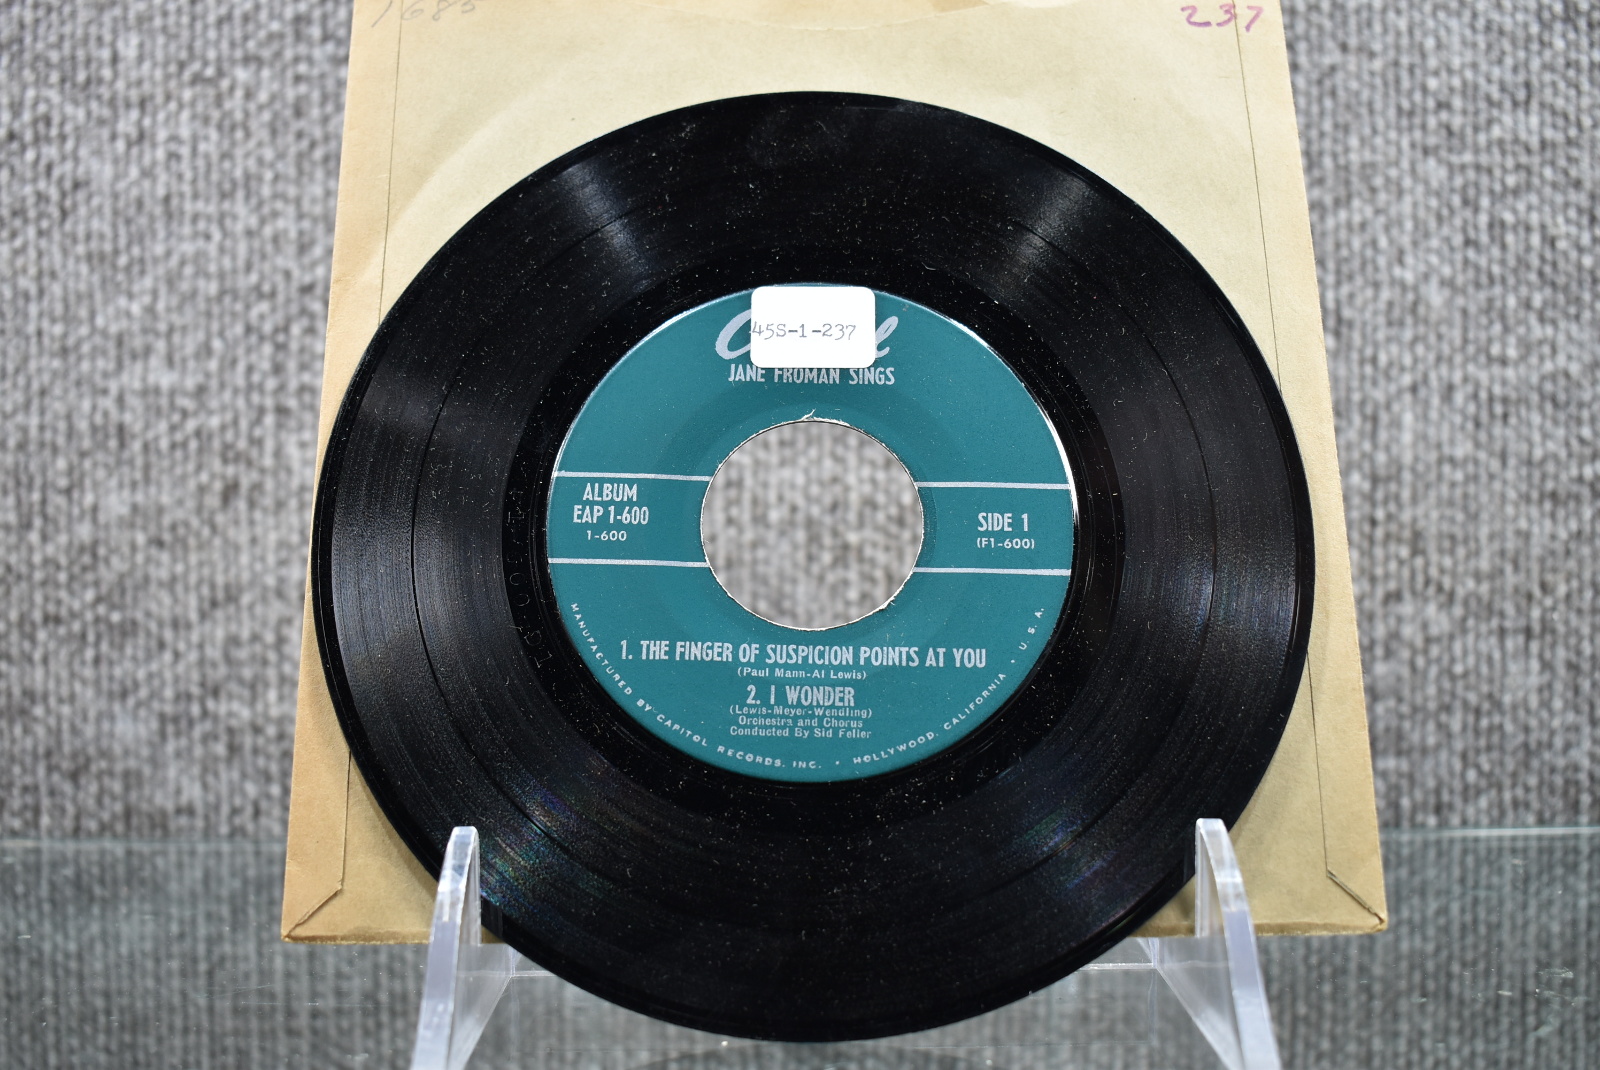 1685
237
45S-1-237
JANE FROMAN SINGS
ALBUM
EAP 1-600
1-600
SIDE 1
(F1-600)
1. THE FINGER OF SUSPICION POINTS AT YOU
(Paul Mann-Al Lewis)
2. I WONDER
(Lewis-Meyer-Wendling)
Orchestra and Chorus
Conducted By Sid Feller
MANUFACTURED BY CAPITOL RECORDS, INC. • HOLLYWOOD, CALIFORNIA • U. S. A.